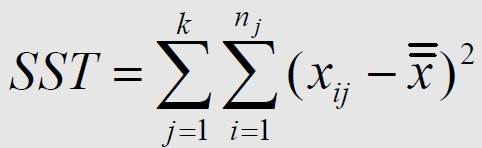 SST = \sum_{j=1}^{k} \sum_{i=1}^{n_j} (x_{ij} - \bar{\bar{x}})^2